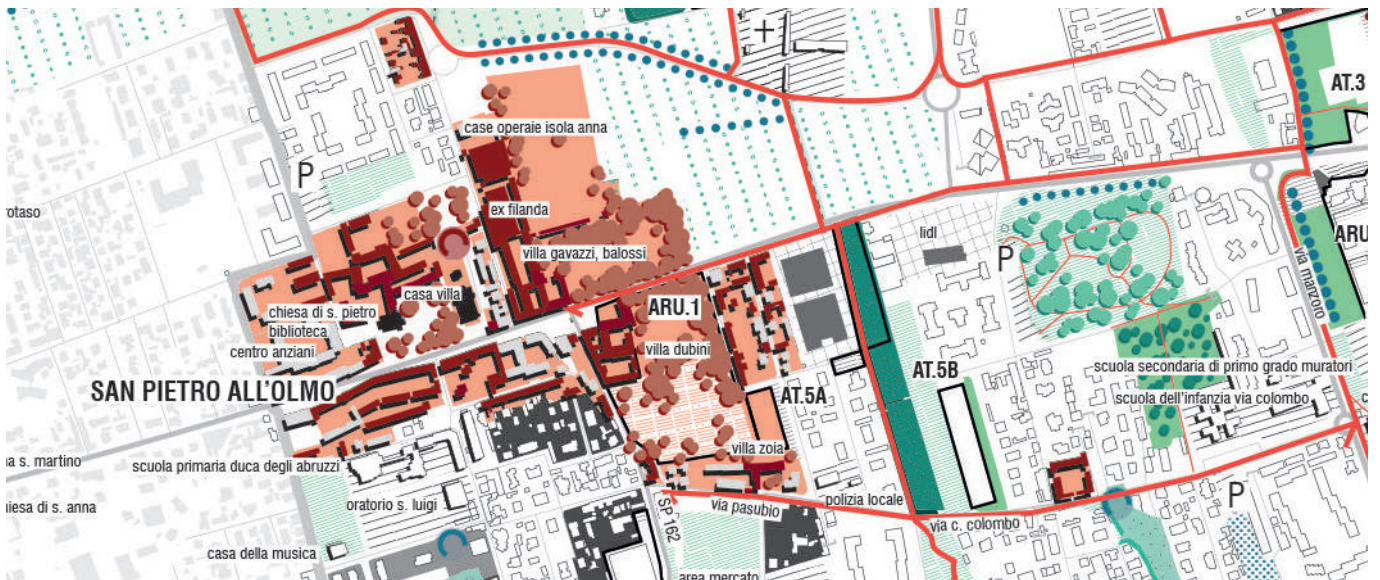 AT.3
case operaie isola anna
P
ex filanda
otaso
lidl
villa gavazzi, balossi
P
ARU
via manzoni
casa villa
chiesa di s. pietro
ARU.1
biblioteca
centro anziani
villa dubini
AT.5B
scuola secondaria di primo grado muratori
SAN PIETRO ALL'OLMO
AT.5A
scuola dell'infanzia via colombo
villa zoia
a s. martino
scuola primaria duca degli abruzzi
P
polizia locale
iesa di s. anna
oratorio s. luigi
SP 162
via pasubio
via c. colombo
casa della musica
area mercato